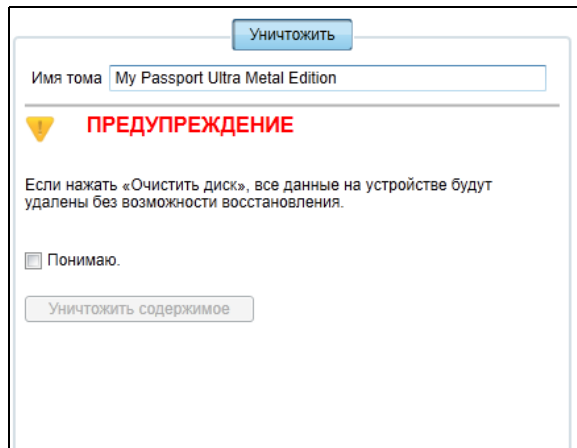 Уничтожить
Имя тома My Passport Ultra Metal Edition
ПРЕДУПРЕЖДЕНИЕ
Если нажать «Очистить диск», все данные на устройстве будут
удалены без возможности восстановления.
Понимаю.
Уничтожить содержимое